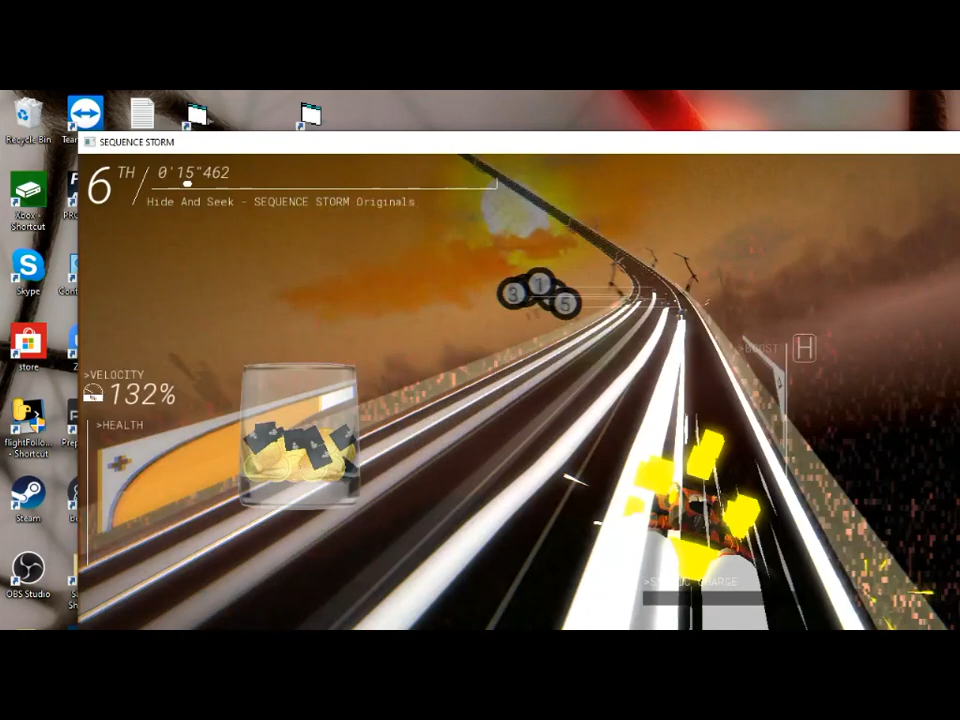 Recycle Bin
SEQUENCE STORM
6TH / 0'15"462
Hide And Seek - SEQUENCE STORM Originals
Xbox -
Shortcut
3 1 5
Skype
>BOOST
H
>VELOCITY
132%
store
>HEALTH
flightFollo...
- Shortcut
Steam
OBS Studio